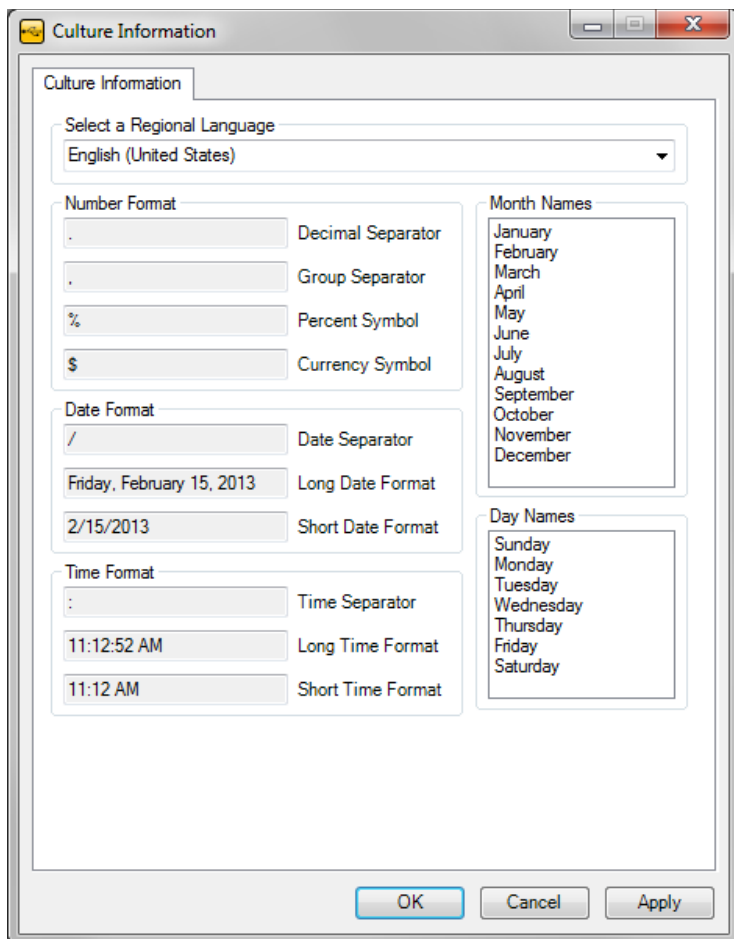 Culture Information
Culture Information
Select a Regional Language
English (United States)
Number Format
. Decimal Separator
, Group Separator
% Percent Symbol
$ Currency Symbol
Date Format
/ Date Separator
Friday, February 15, 2013 Long Date Format
2/15/2013 Short Date Format
Time Format
: Time Separator
11:12:52 AM Long Time Format
11:12 AM Short Time Format
Month Names
January
February
March
April
May
June
July
August
September
October
November
December
Day Names
Sunday
Monday
Tuesday
Wednesday
Thursday
Friday
Saturday
OK Cancel Apply